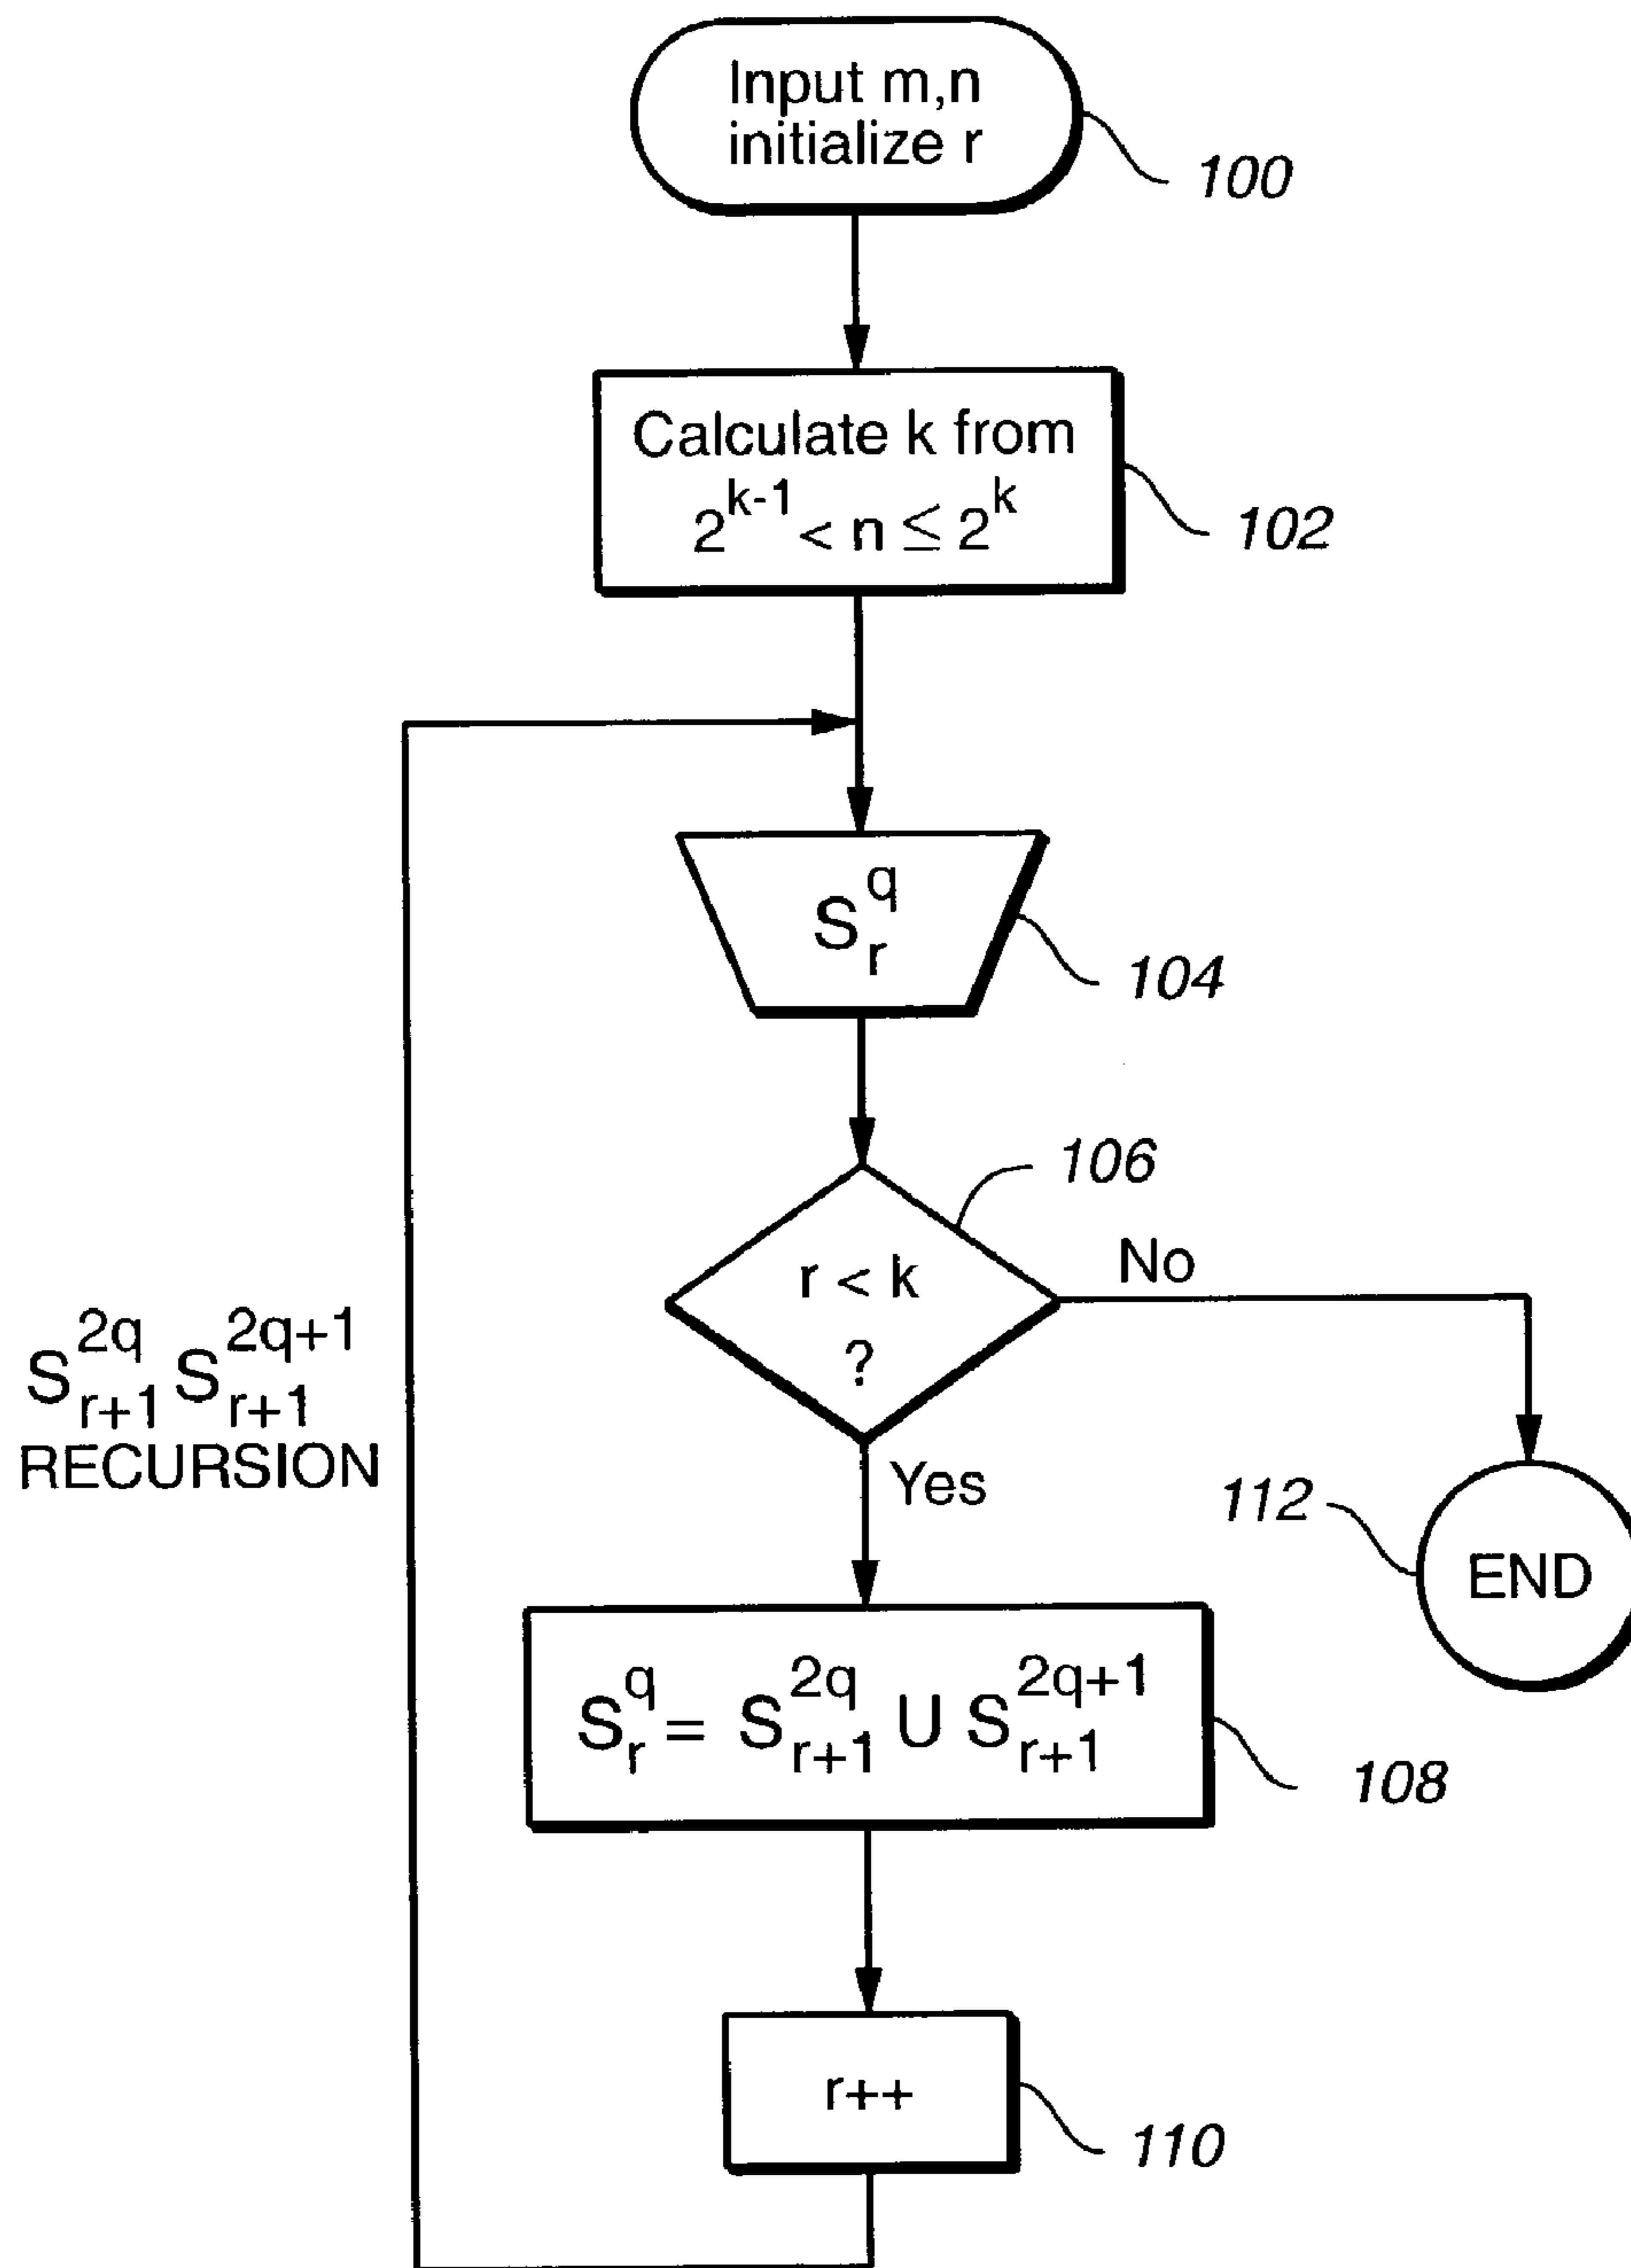 Input m,n
initialize r
100
Calculate k from
2^{k-1} < n ≤ 2^k
102
S_r^q
104
106
r < k
?
No
Yes
S_{r+1}^{2q} S_{r+1}^{2q+1}
RECURSION
112
END
S_r^q = S_{r+1}^{2q} U S_{r+1}^{2q+1}
108
r++
110